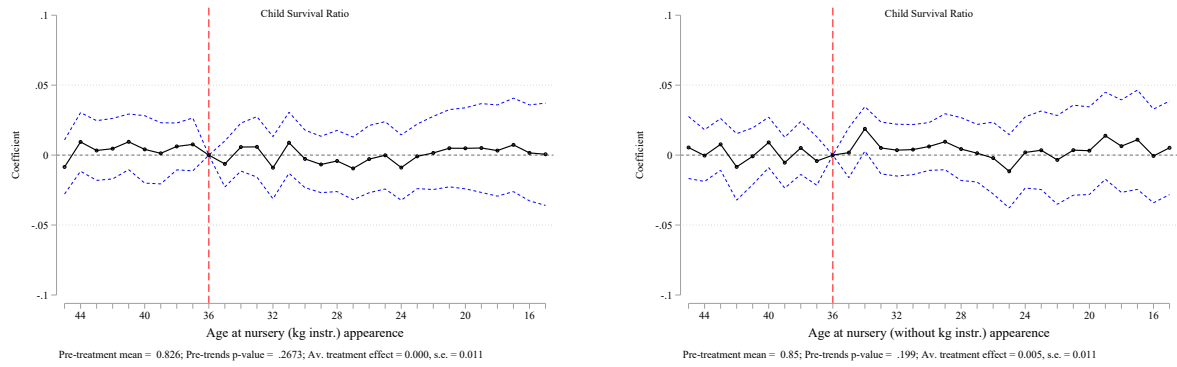 Child Survival Ratio
.1
.05
0
-.05
-.1
Coefficient
44 40 36 32 28 24 20 16
Age at nursery (kg instr.) appearence
Pre-treatment mean = 0.826; Pre-trends p-value = .2673; Av. treatment effect = 0.000, s.e. = 0.011
Child Survival Ratio
.1
.05
0
-.05
-.1
Coefficient
44 40 36 32 28 24 20 16
Age at nursery (without kg instr.) appearence
Pre-treatment mean = 0.85; Pre-trends p-value = .199; Av. treatment effect = 0.005, s.e. = 0.011